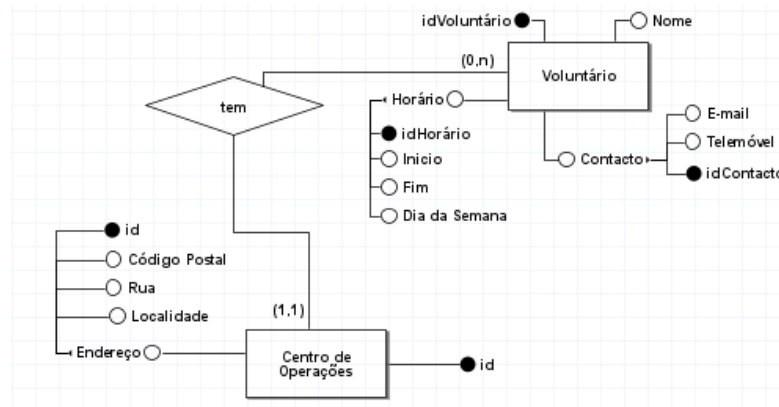 idVoluntário
Nome
(0,n)
Voluntário
tem
Horário
E-mail
idHorário
Telemóvel
Inicio
Contacto
idContacto
Fim
Dia da Semana
id
Código Postal
Rua
(1,1)
Localidade
Endereço
Centro de
Operações
id